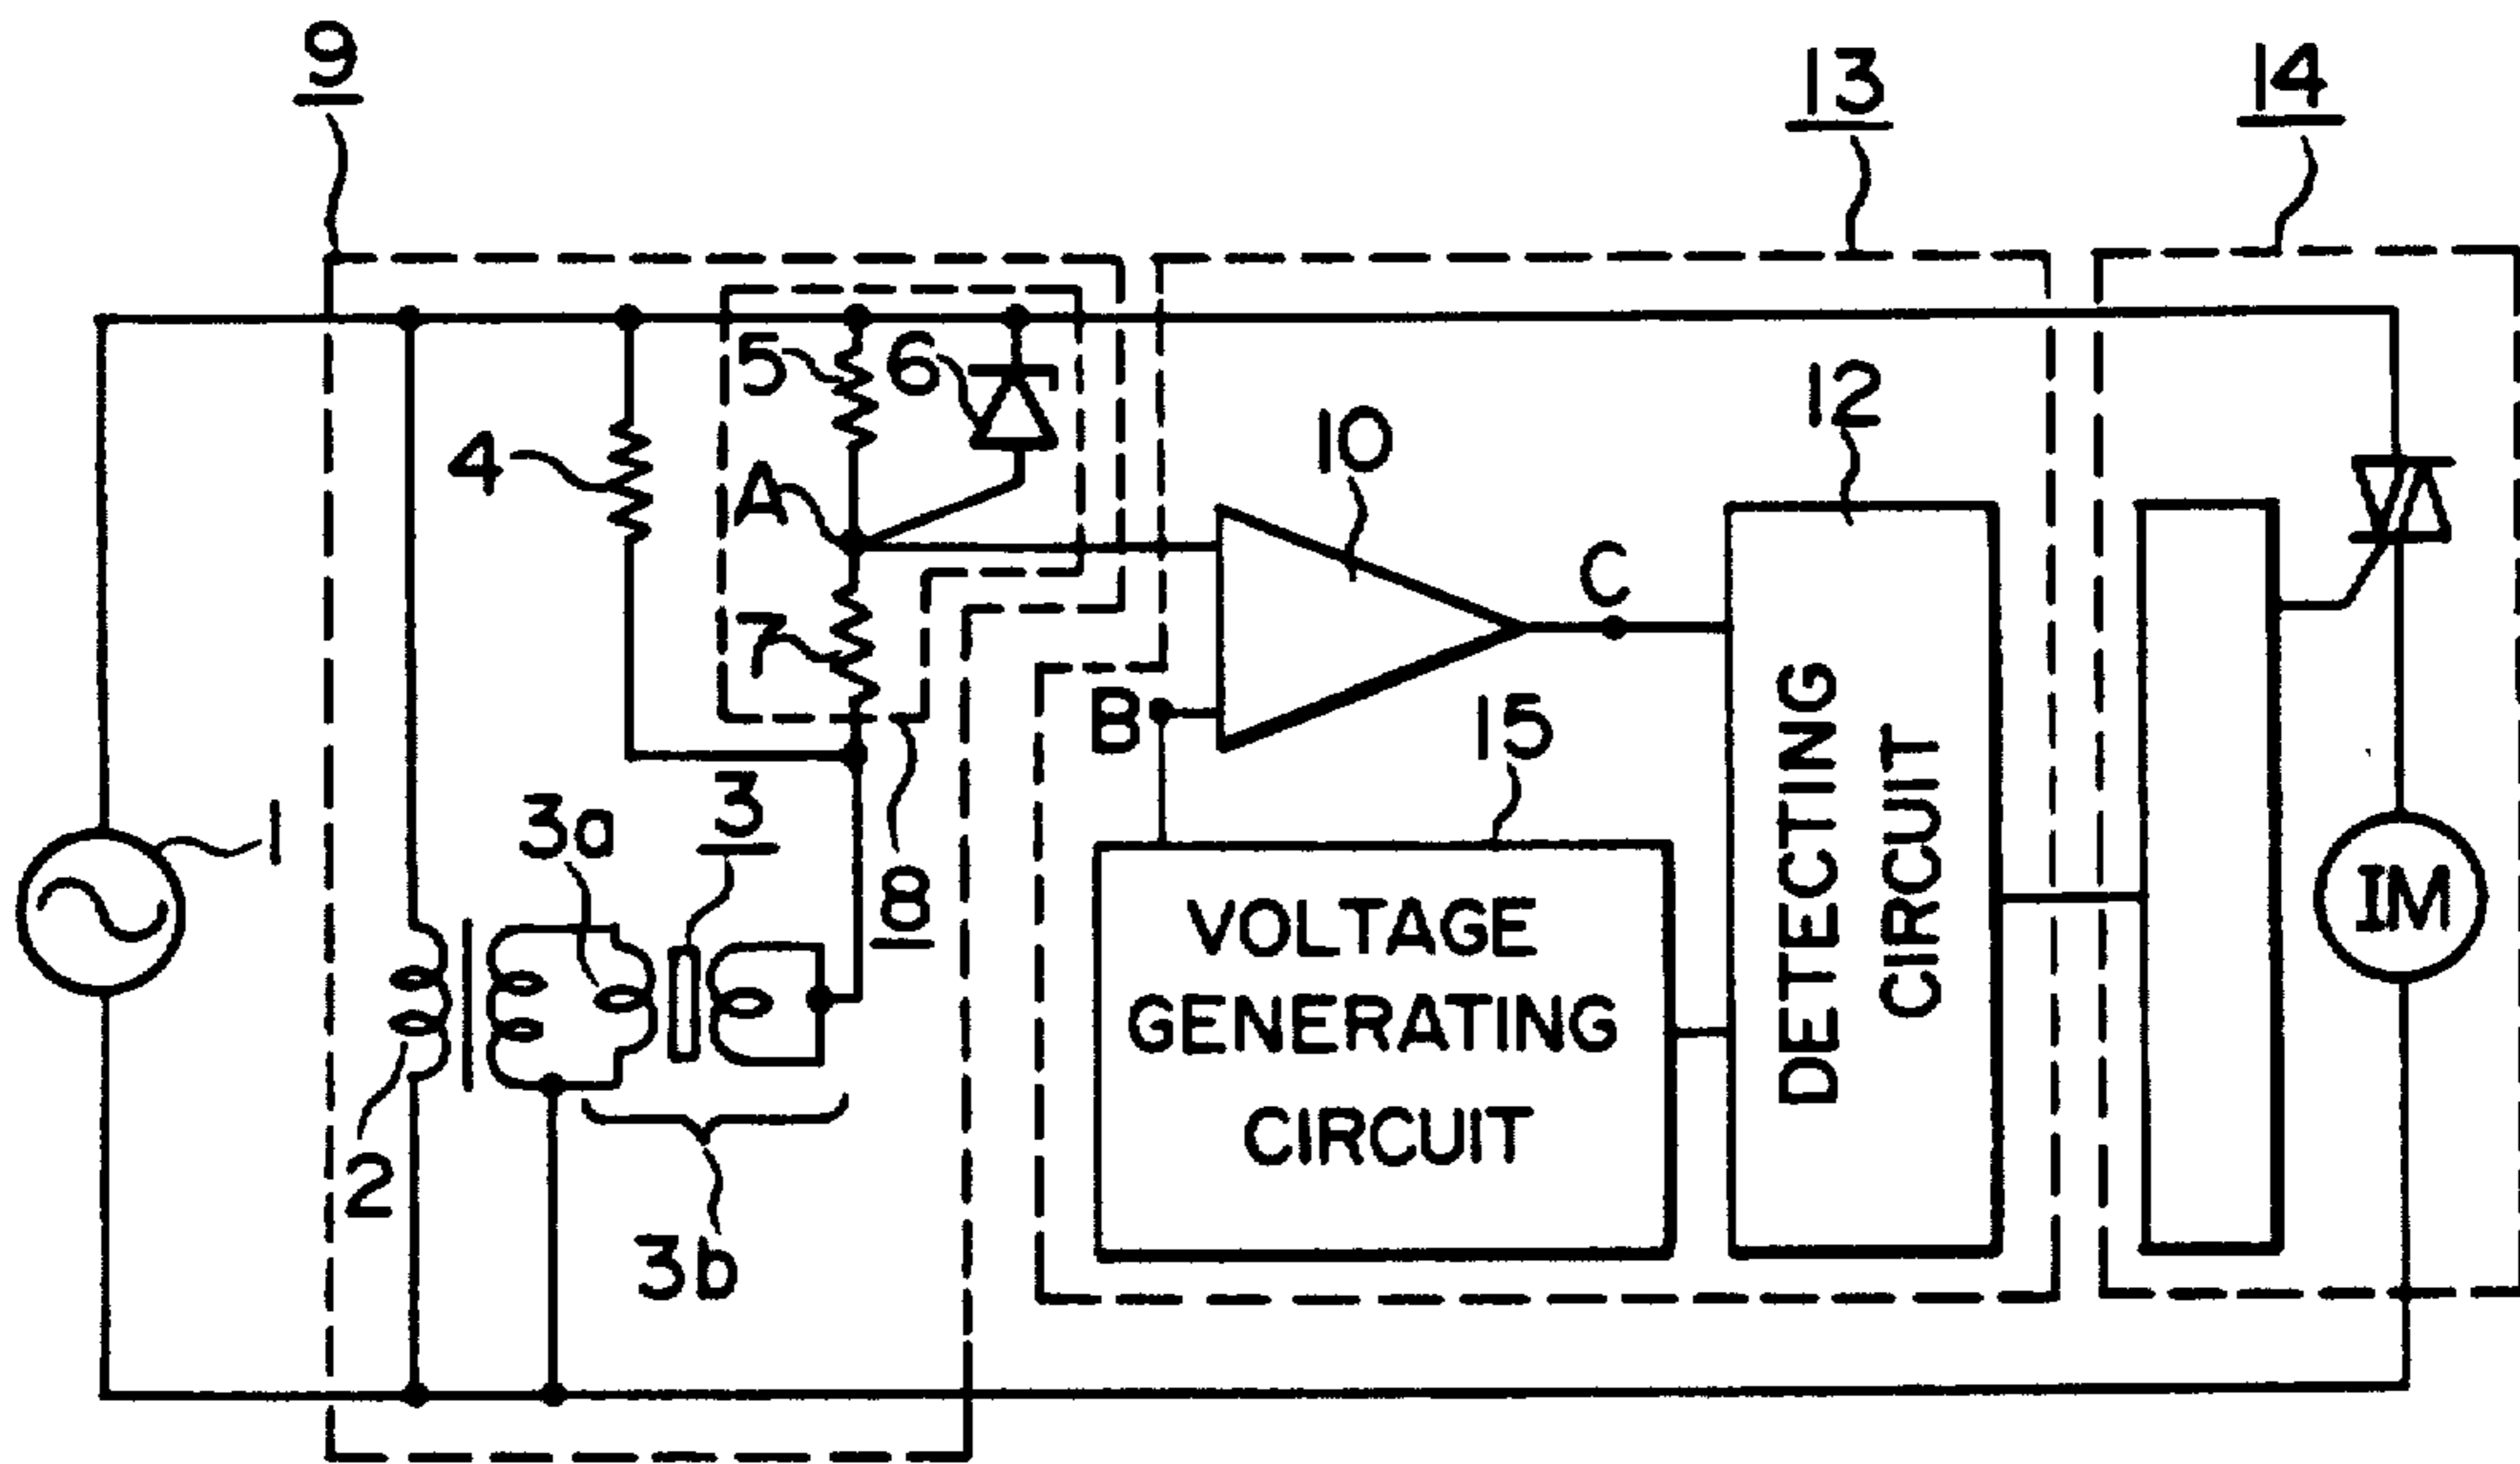 9
13
14
5
6
12
4
10
A
C
7
B
15
3
3a
1
8
VOLTAGE
GENERATING
CIRCUIT
DETECTING
CIRCUIT
IM
2
3b